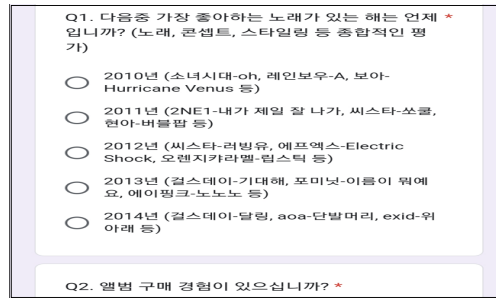 Q1. 다음중 가장 좋아하는 노래가 있는 해는 언제 *
입니까? (노래, 콘셉트, 스타일링 등 종합적인 평
가)
2010년 (소녀시대-oh, 레인보우-A, 보아-
Hurricane Venus 등)
2011년 (2NE1-내가 제일 잘 나가, 씨스타-쏘쿨,
현아-버블팝 등)
2012년 (씨스타-러빙유, 에프엑스-Electric
Shock, 오렌지캬라멜-립스틱 등)
2013년 (걸스데이-기대해, 포미닛-이름이 뭐예
요, 에이핑크-노노노 등)
2014년 (걸스데이-달링, aoa-단발머리, exid-위
아래 등)
Q2. 앨범 구매 경험이 있으십니까? *